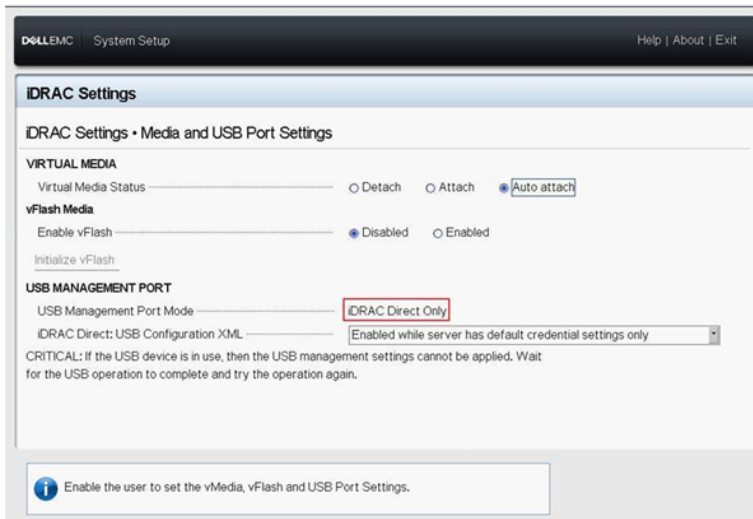 DELLEMC System Setup Help | About | Exit
iDRAC Settings
iDRAC Settings • Media and USB Port Settings
VIRTUAL MEDIA
Virtual Media Status Detach Attach Auto attach
vFlash Media
Enable vFlash Disabled Enabled
Initialize vFlash
USB MANAGEMENT PORT
USB Management Port Mode iDRAC Direct Only
iDRAC Direct: USB Configuration XML Enabled while server has default credential settings only
CRITICAL: If the USB device is in use, then the USB management settings cannot be applied. Wait
for the USB operation to complete and try the operation again.
Enable the user to set the vMedia, vFlash and USB Port Settings.